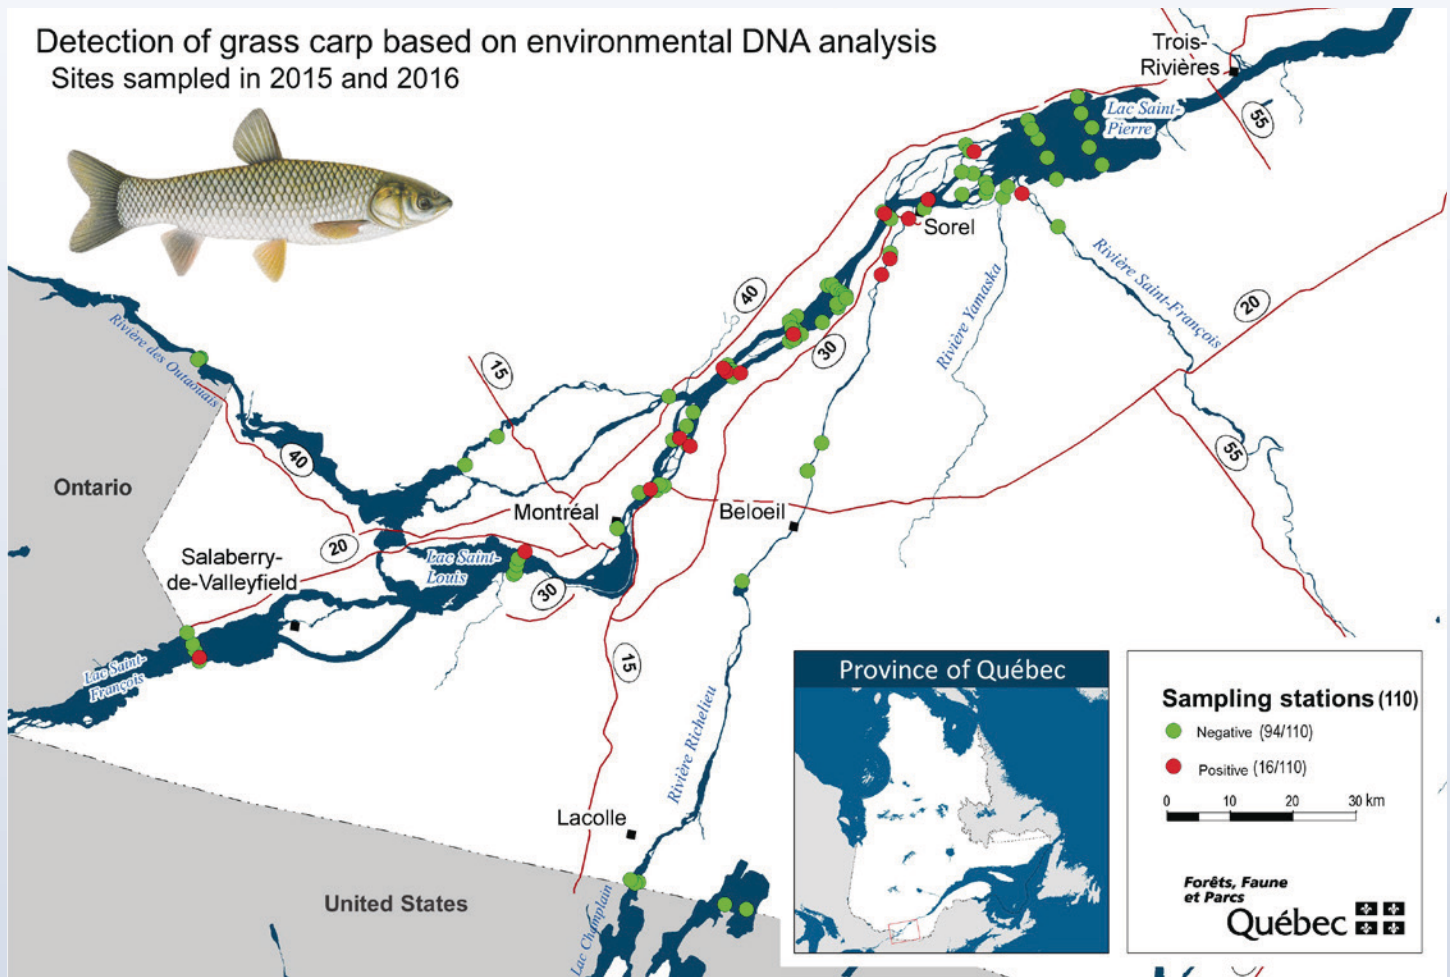 Detection of grass carp based on environmental DNA analysis
Sites sampled in 2015 and 2016
Trois-
Rivières
Lac Saint-
Pierre
55
Sorel
Rivière Yamaska
Rivière Saint-François
20
40
30
Rivière des Outaouais
15
40
55
Ontario
Montréal
Beloeil
20
Salaberry-
de-Valleyfield
Lac Saint-
Louis
30
Lac Saint-
François
15
Rivière Richelieu
Lacolle
United States
Lac Champlain
Province of Québec
Sampling stations (110)
Negative (94/110)
Positive (16/110)
0 10 20 30 km
Forêts, Faune
et Parcs
Québec